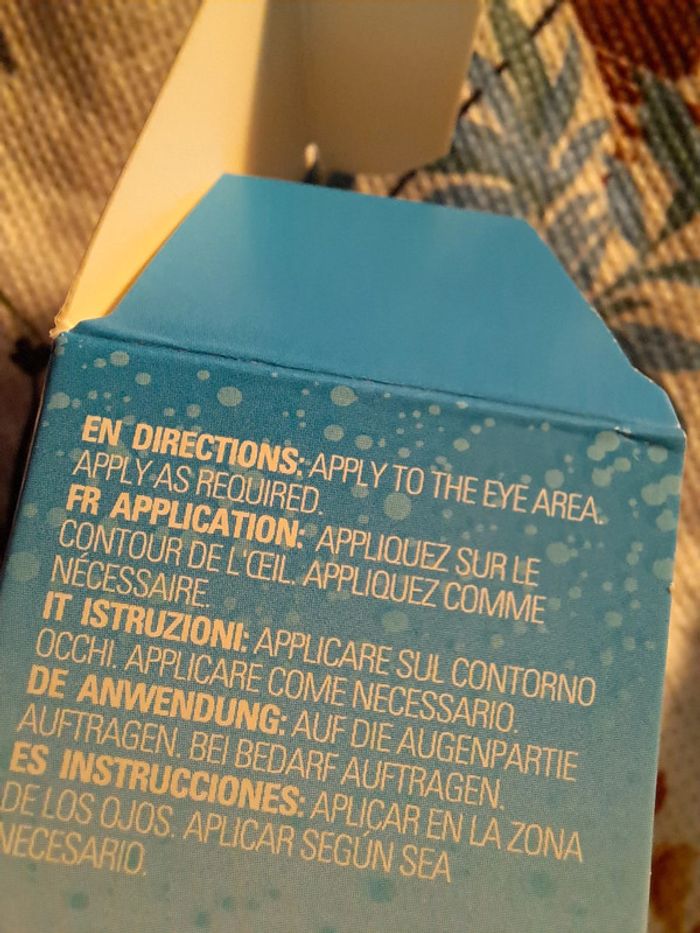 EN DIRECTIONS: APPLY TO THE EYE AREA.
APPLY AS REQUIRED.
FR APPLICATION: APPLIQUEZ SUR LE
CONTOUR DE L'ŒIL. APPLIQUEZ COMME
NÉCESSAIRE.
IT ISTRUZIONI: APPLICARE SUL CONTORNO
OCCHI. APPLICARE COME NECESSARIO.
DE ANWENDUNG: AUF DIE AUGENPARTIE
AUFTRAGEN. BEI BEDARF AUFTRAGEN.
ES INSTRUCCIONES: APLICAR EN LA ZONA
DE LOS OJOS. APLICAR SEGÚN SEA
NECESARIO.